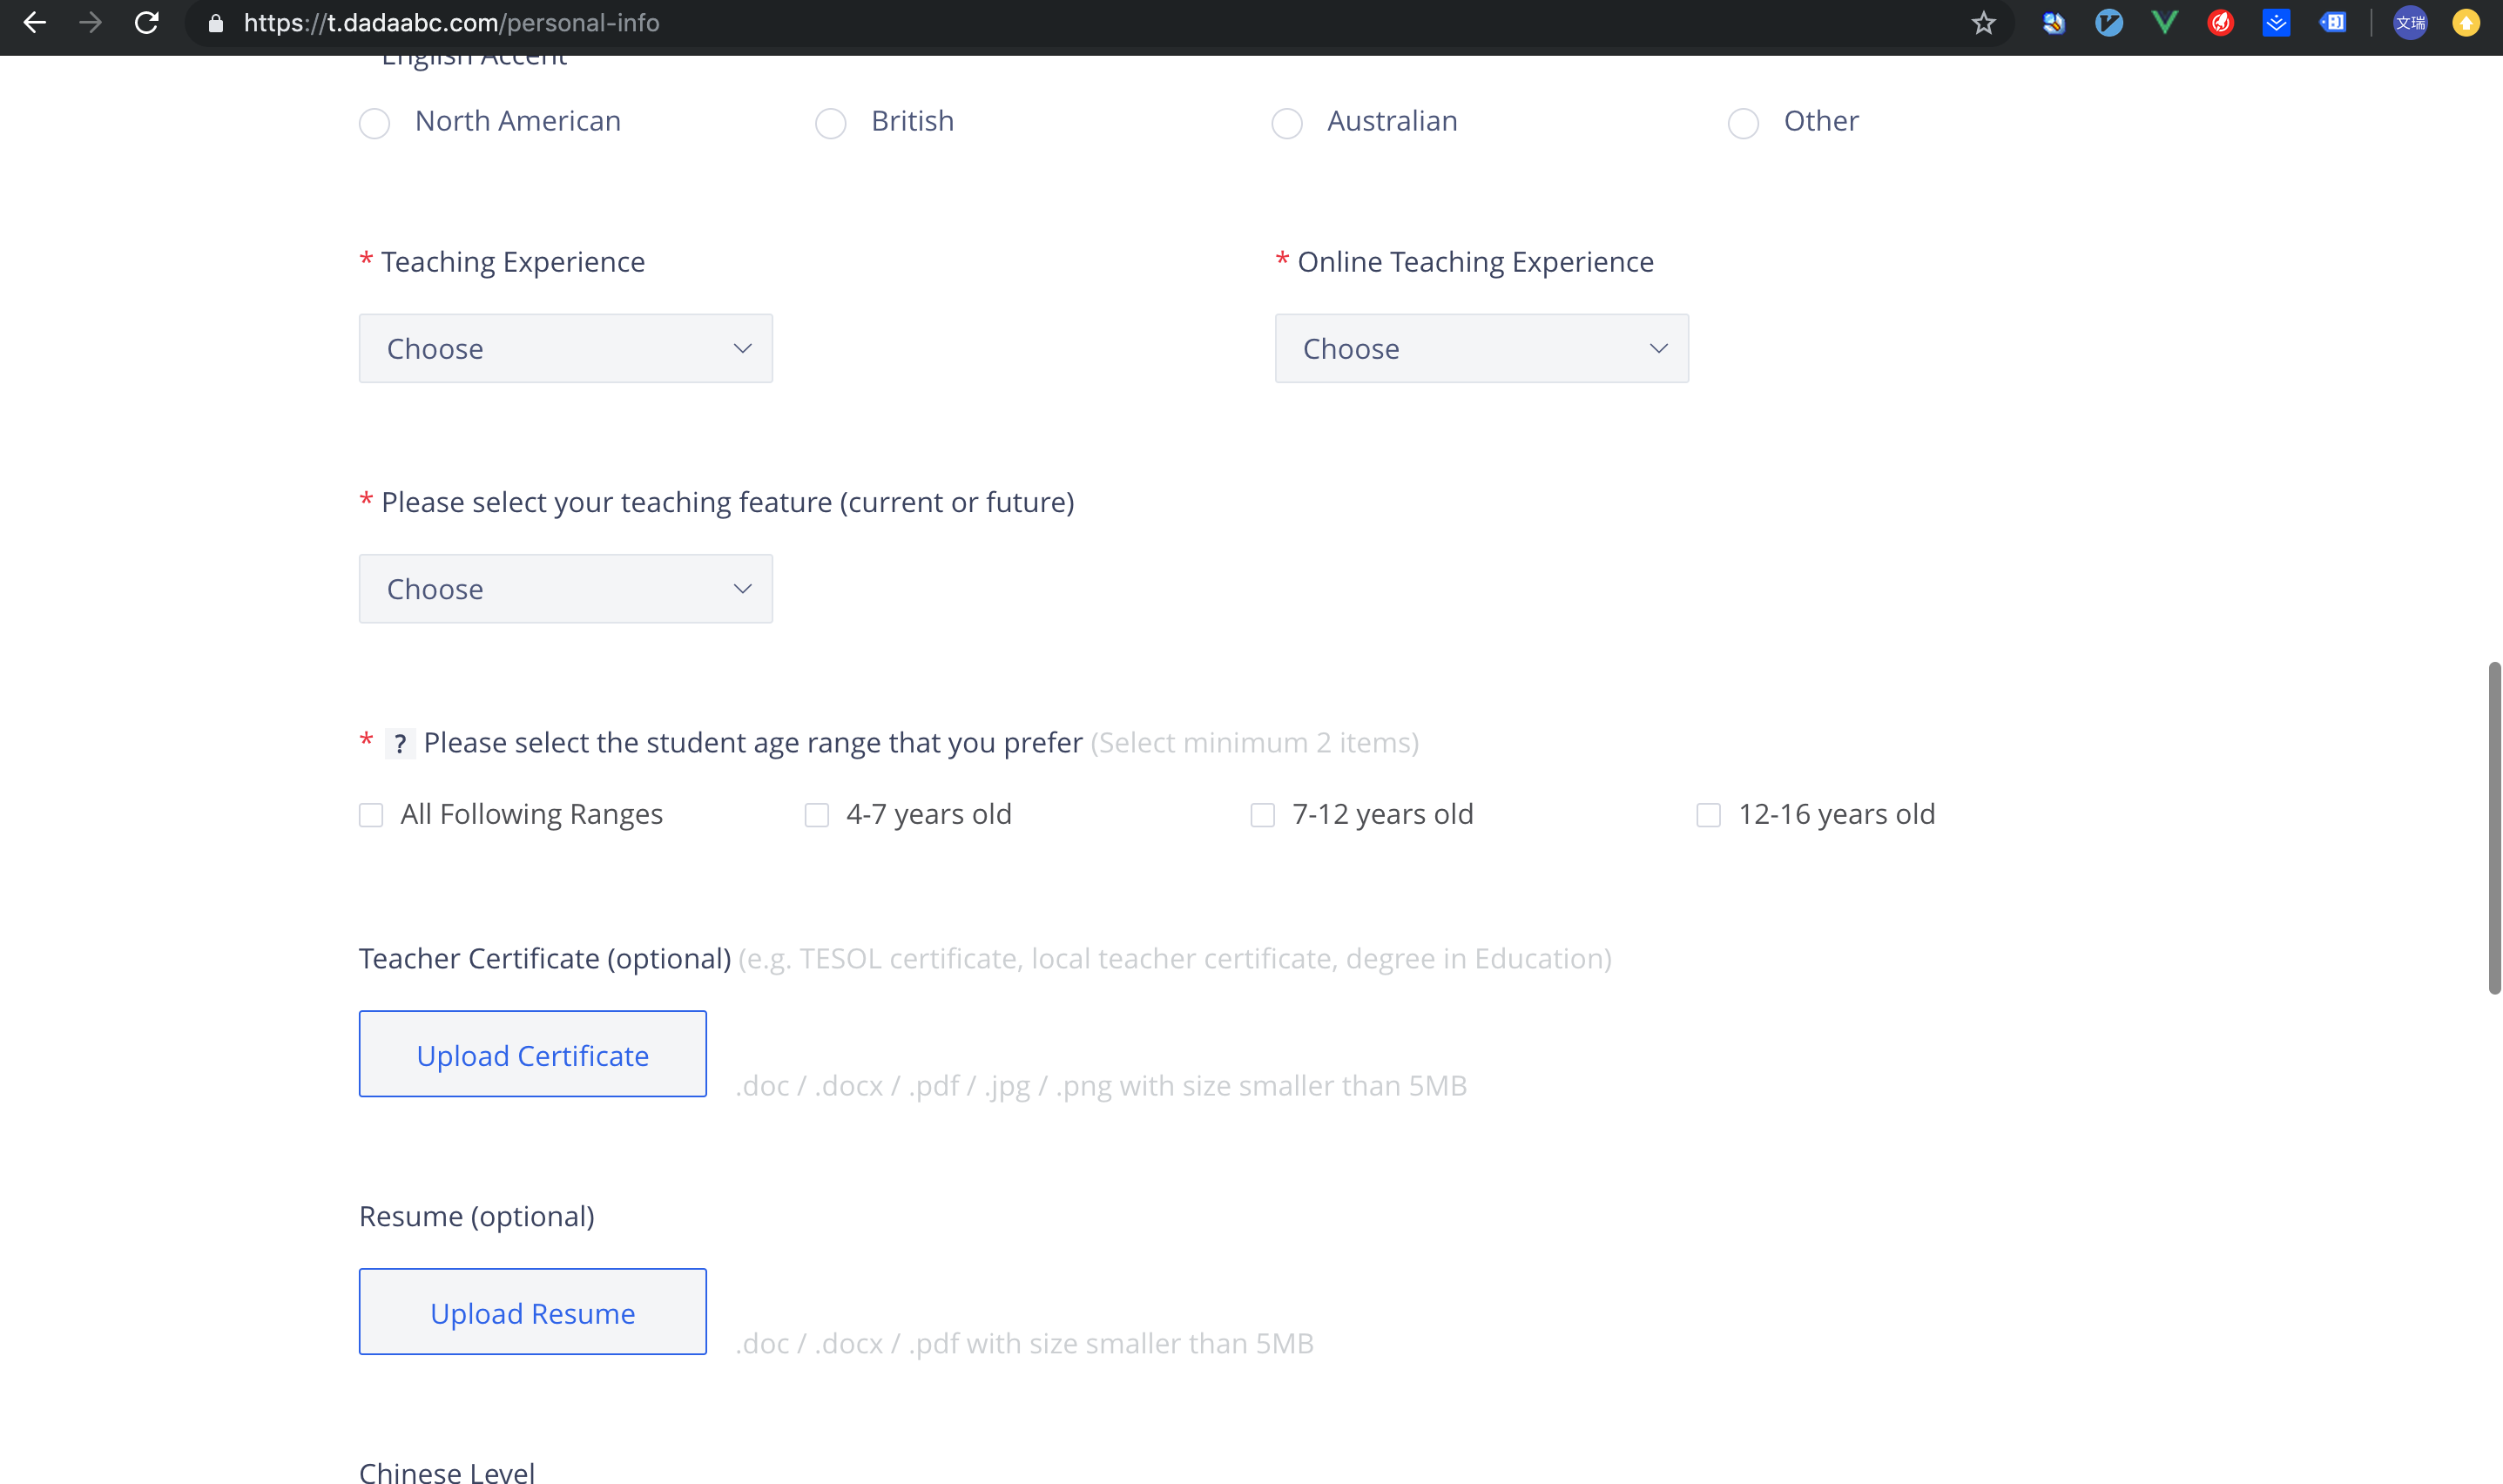 https://t.dadaabc.com/personal-info
文瑞
English Accent
North American
British
Australian
Other
* Teaching Experience
* Online Teaching Experience
Choose
Choose
* Please select your teaching feature (current or future)
Choose
* ? Please select the student age range that you prefer (Select minimum 2 items)
All Following Ranges
4-7 years old
7-12 years old
12-16 years old
Teacher Certificate (optional) (e.g. TESOL certificate, local teacher certificate, degree in Education)
Upload Certificate
.doc / .docx / .pdf / .jpg / .png with size smaller than 5MB
Resume (optional)
Upload Resume
.doc / .docx / .pdf with size smaller than 5MB
Chinese Level